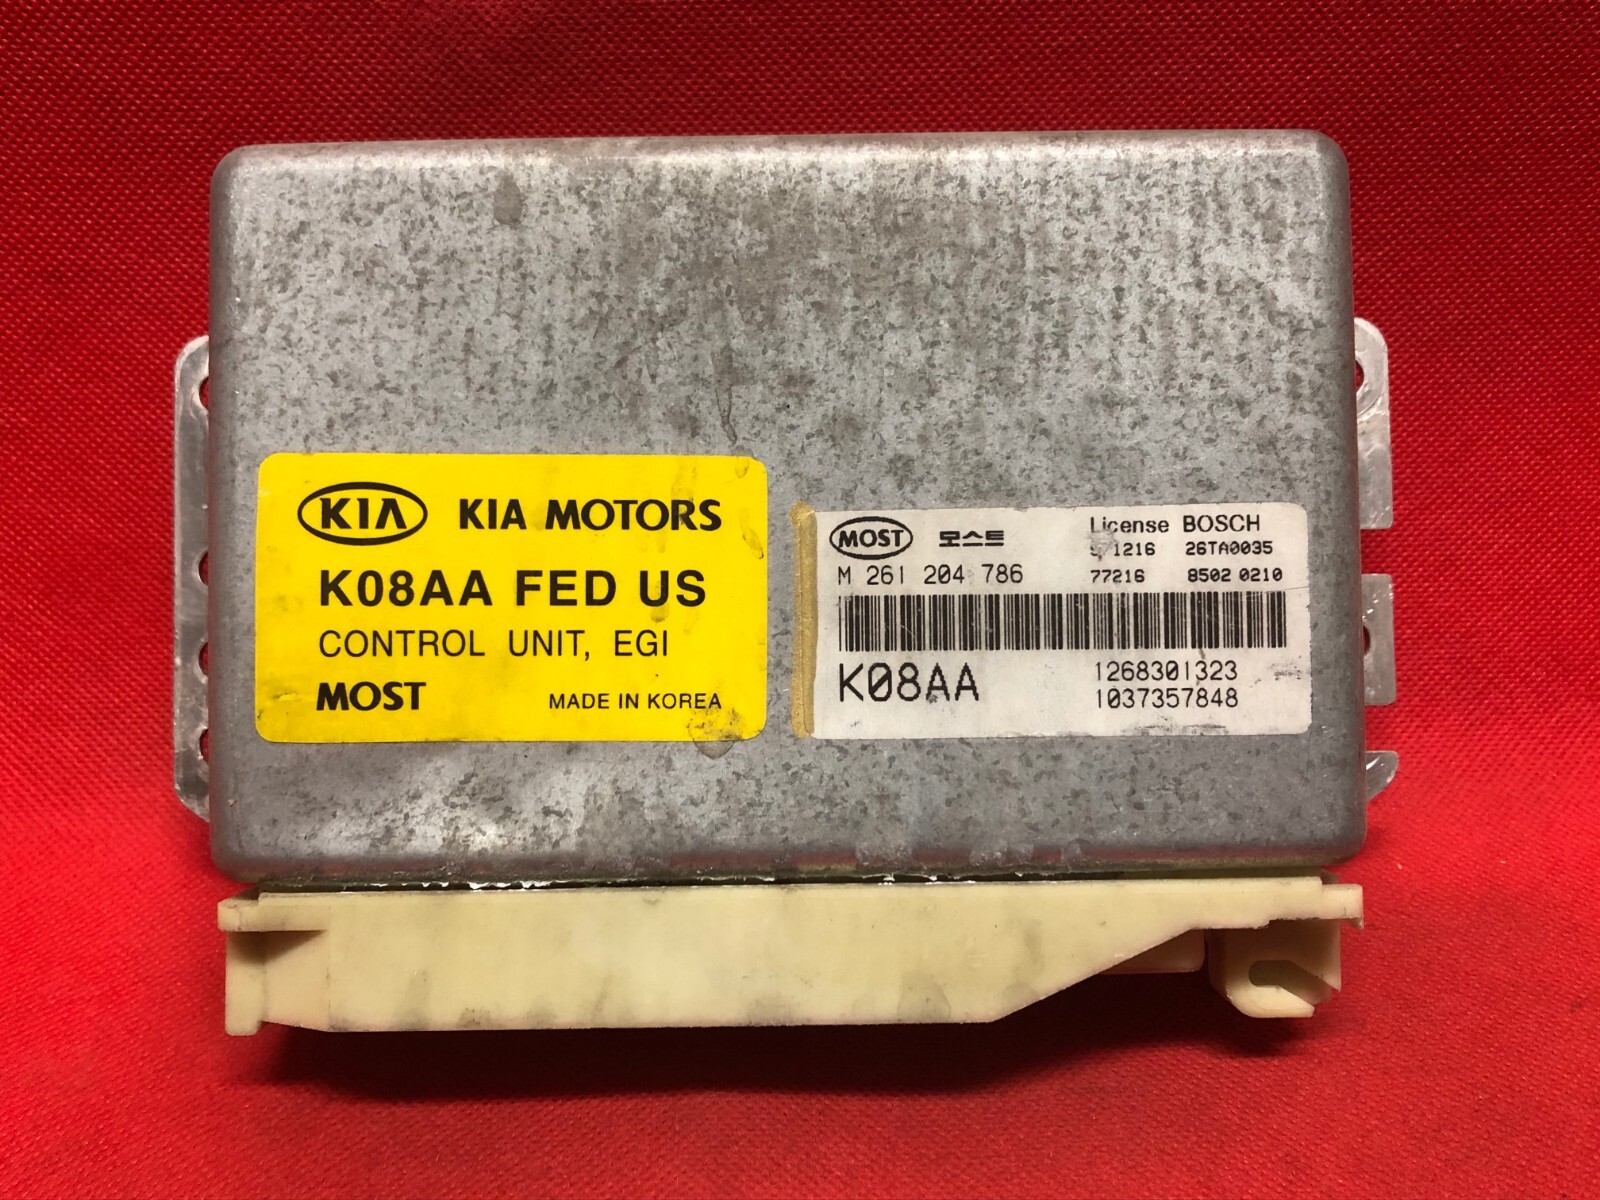 KIA KIA MOTORS
K08AA FED US
CONTROL UNIT, EGI
MOST MADE IN KOREA
MOST 모스트 License BOSCH
1216 26TA0035
M 261 204 786 77216 8502 0210
K08AA 1268301323
1037357848